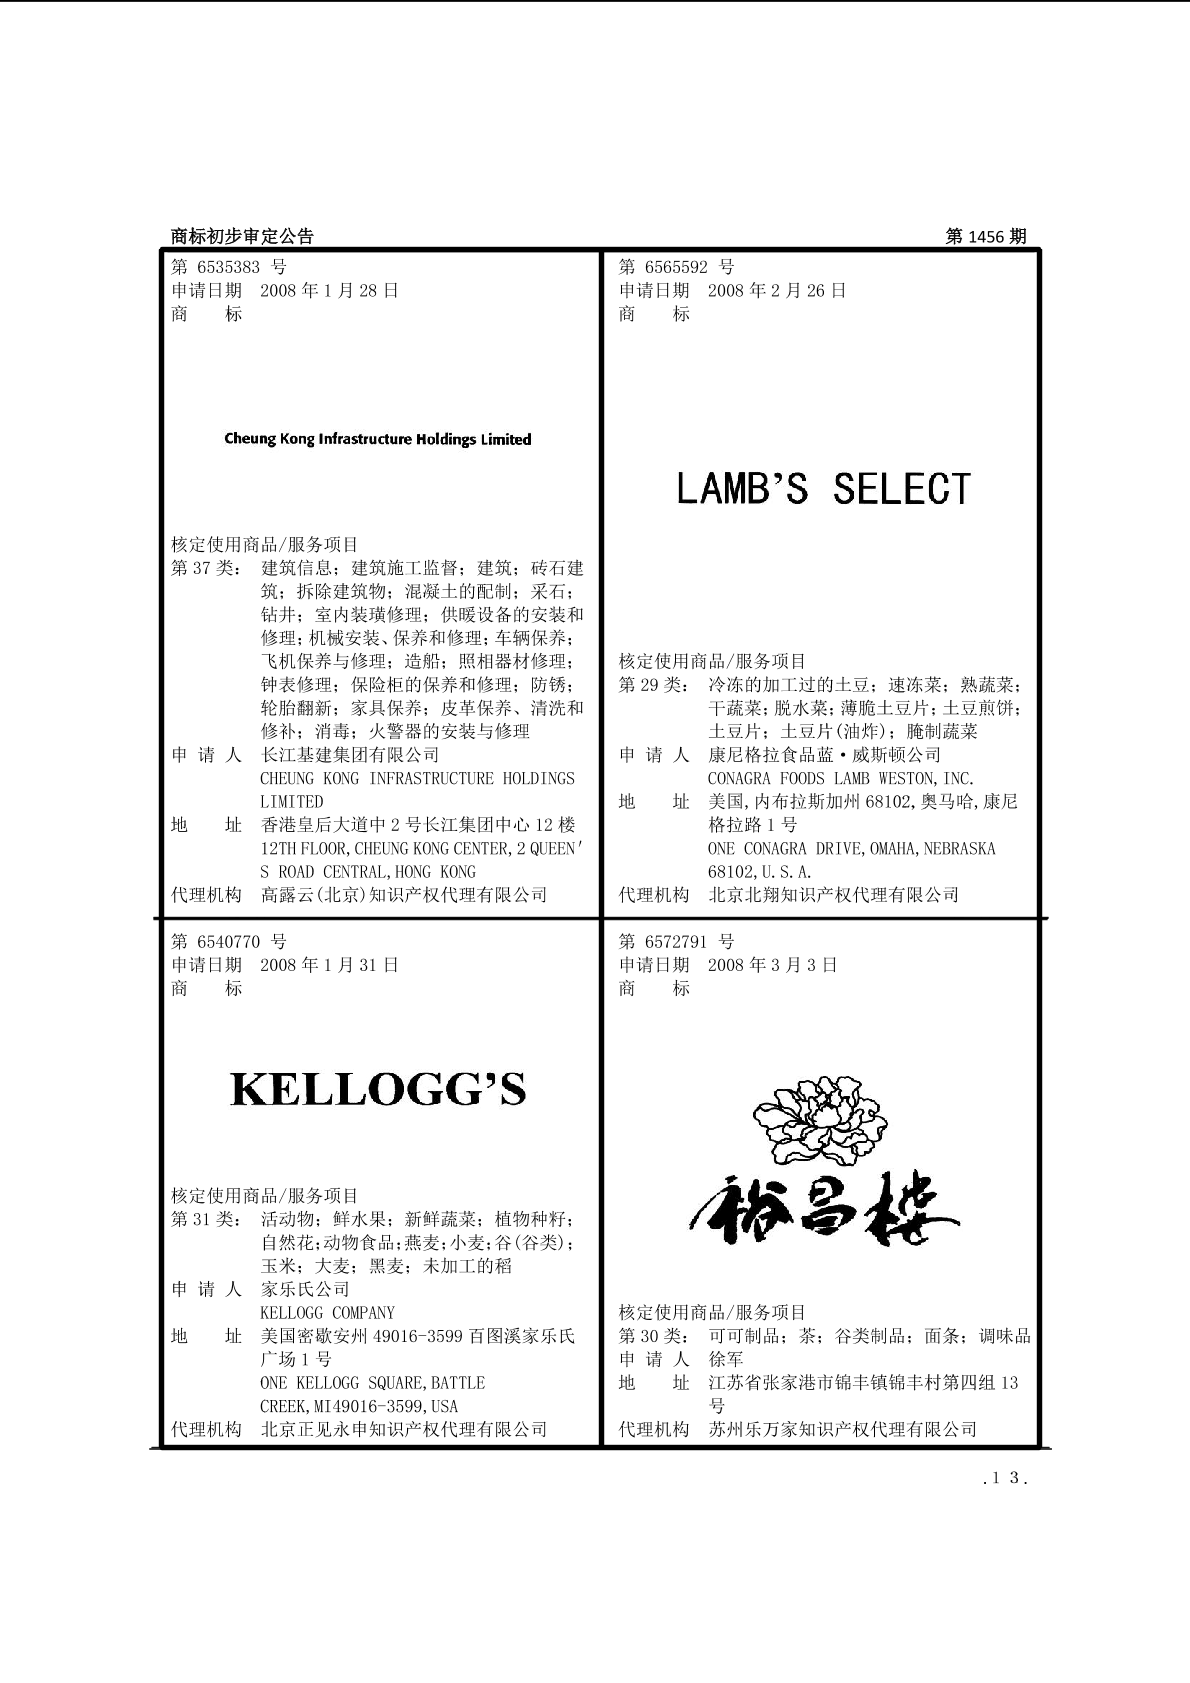 商标初步审定公告 第 1456 期
第 6535383 号
申请日期 2008 年 1 月 28 日
商 标
Cheung Kong Infrastructure Holdings Limited
核定使用商品/服务项目
第 37 类： 建筑信息；建筑施工监督；建筑；砖石建
筑；拆除建筑物；混凝土的配制；采石；
钻井；室内装璜修理；供暖设备的安装和
修理；机械安装、保养和修理；车辆保养；
飞机保养与修理；造船；照相器材修理；
钟表修理；保险柜的保养和修理；防锈；
轮胎翻新；家具保养；皮革保养、清洗和
修补；消毒；火警器的安装与修理
申 请 人 长江基建集团有限公司
CHEUNG KONG INFRASTRUCTURE HOLDINGS
LIMITED
地 址 香港皇后大道中 2 号长江集团中心 12 楼
12TH FLOOR,CHEUNG KONG CENTER,2 QUEEN'
S ROAD CENTRAL,HONG KONG
代理机构 高露云(北京)知识产权代理有限公司
第 6565592 号
申请日期 2008 年 2 月 26 日
商 标
LAMB'S SELECT
核定使用商品/服务项目
第 29 类： 冷冻的加工过的土豆；速冻菜；熟蔬菜；
干蔬菜；脱水菜；薄脆土豆片；土豆煎饼；
土豆片；土豆片(油炸)；腌制蔬菜
申 请 人 康尼格拉食品蓝·威斯顿公司
CONAGRA FOODS LAMB WESTON,INC.
地 址 美国,内布拉斯加州 68102,奥马哈,康尼
格拉路 1 号
ONE CONAGRA DRIVE,OMAHA,NEBRASKA
68102,U.S.A.
代理机构 北京北翔知识产权代理有限公司
第 6540770 号
申请日期 2008 年 1 月 31 日
商 标
KELLOGG'S
核定使用商品/服务项目
第 31 类： 活动物；鲜水果；新鲜蔬菜；植物种籽；
自然花；动物食品；燕麦；小麦；谷(谷类)；
玉米；大麦；黑麦；未加工的稻
申 请 人 家乐氏公司
KELLOGG COMPANY
地 址 美国密歇安州 49016-3599 百图溪家乐氏
广场 1 号
ONE KELLOGG SQUARE,BATTLE
CREEK,MI49016-3599,USA
代理机构 北京正见永申知识产权代理有限公司
第 6572791 号
申请日期 2008 年 3 月 3 日
商 标
裕昌楼
核定使用商品/服务项目
第 30 类： 可可制品；茶；谷类制品；面条；调味品
申 请 人 徐军
地 址 江苏省张家港市锦丰镇锦丰村第四组 13
号
代理机构 苏州乐万家知识产权代理有限公司
.13.